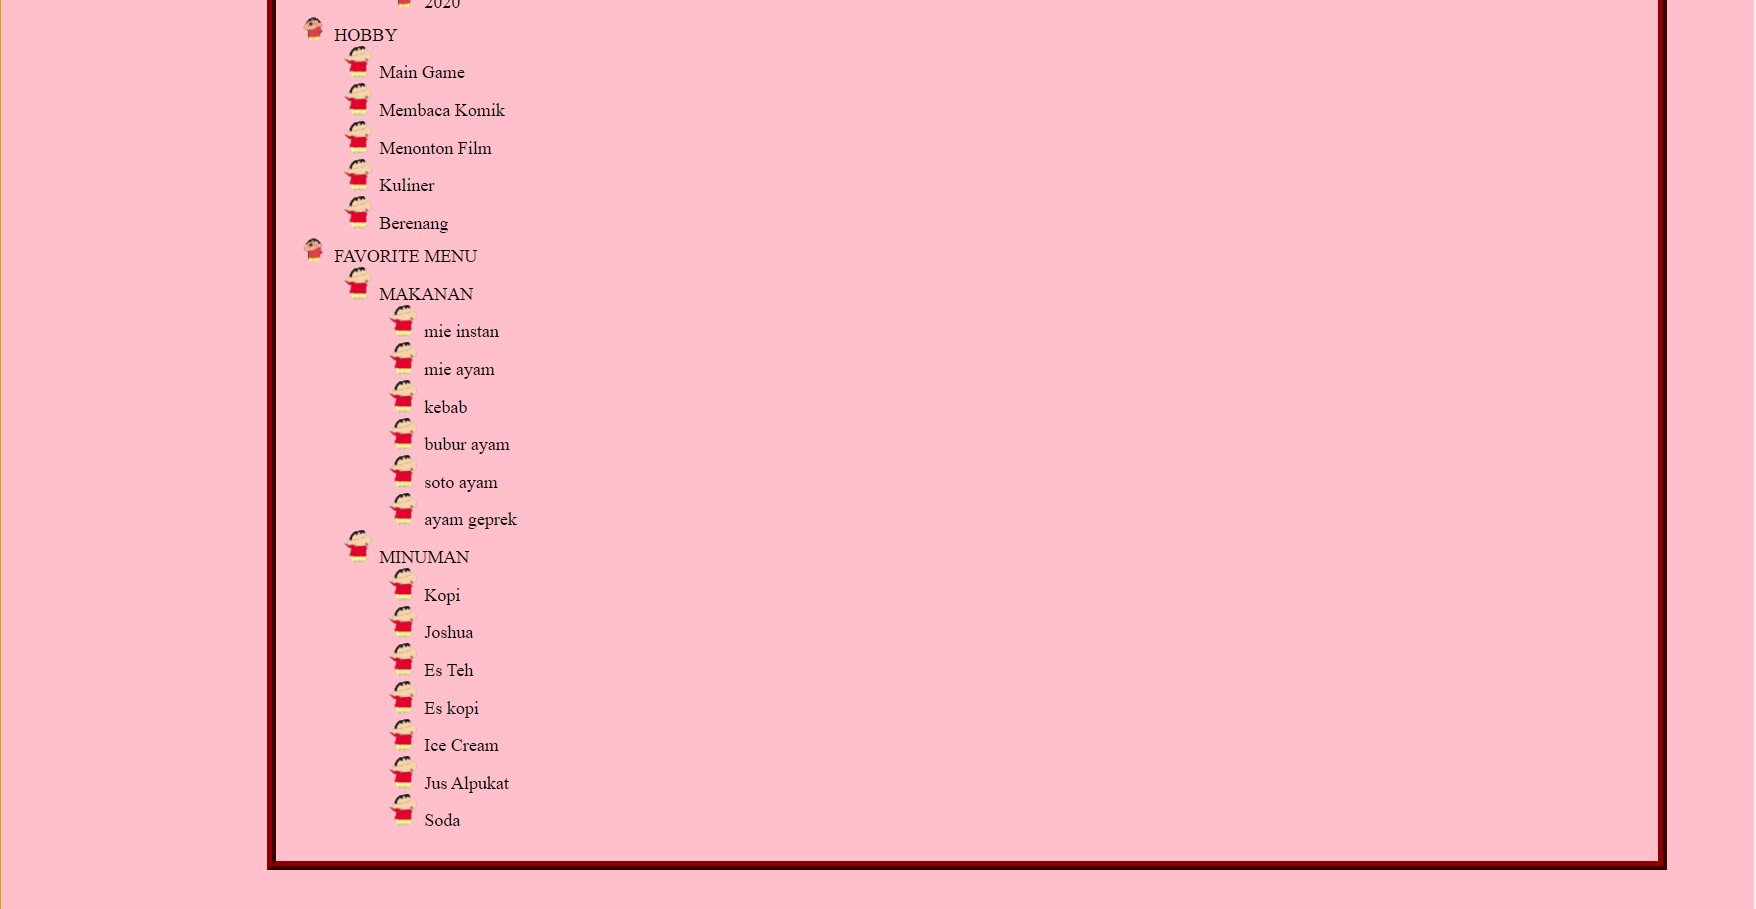 2020
HOBBY
Main Game
Membaca Komik
Menonton Film
Kuliner
Berenang
FAVORITE MENU
MAKANAN
mie instan
mie ayam
kebab
bubur ayam
soto ayam
ayam geprek
MINUMAN
Kopi
Joshua
Es Teh
Es kopi
Ice Cream
Jus Alpukat
Soda